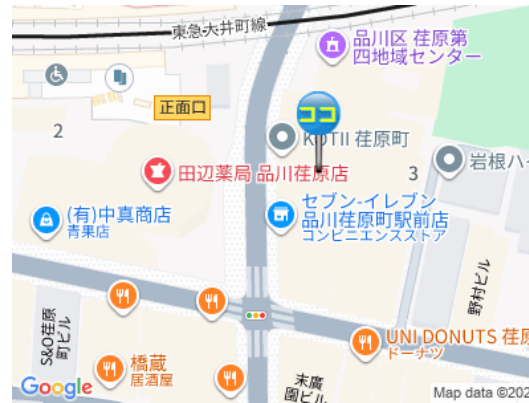 東急大井町線
品川区 荏原第
四地域センター
正面口
ココ
2
KOTII 荏原町
田辺薬局 品川荏原店
3
岩根ハイ
セブン-イレブン
品川荏原町駅前店
コンビニエンスストア
(有)中真商店
青果店
野村ビル
S&O荏原
町ビル
UNI DONUTS 荏原
ドーナツ
橋蔵
居酒屋
末廣
園ビル
Google
Map data ©202